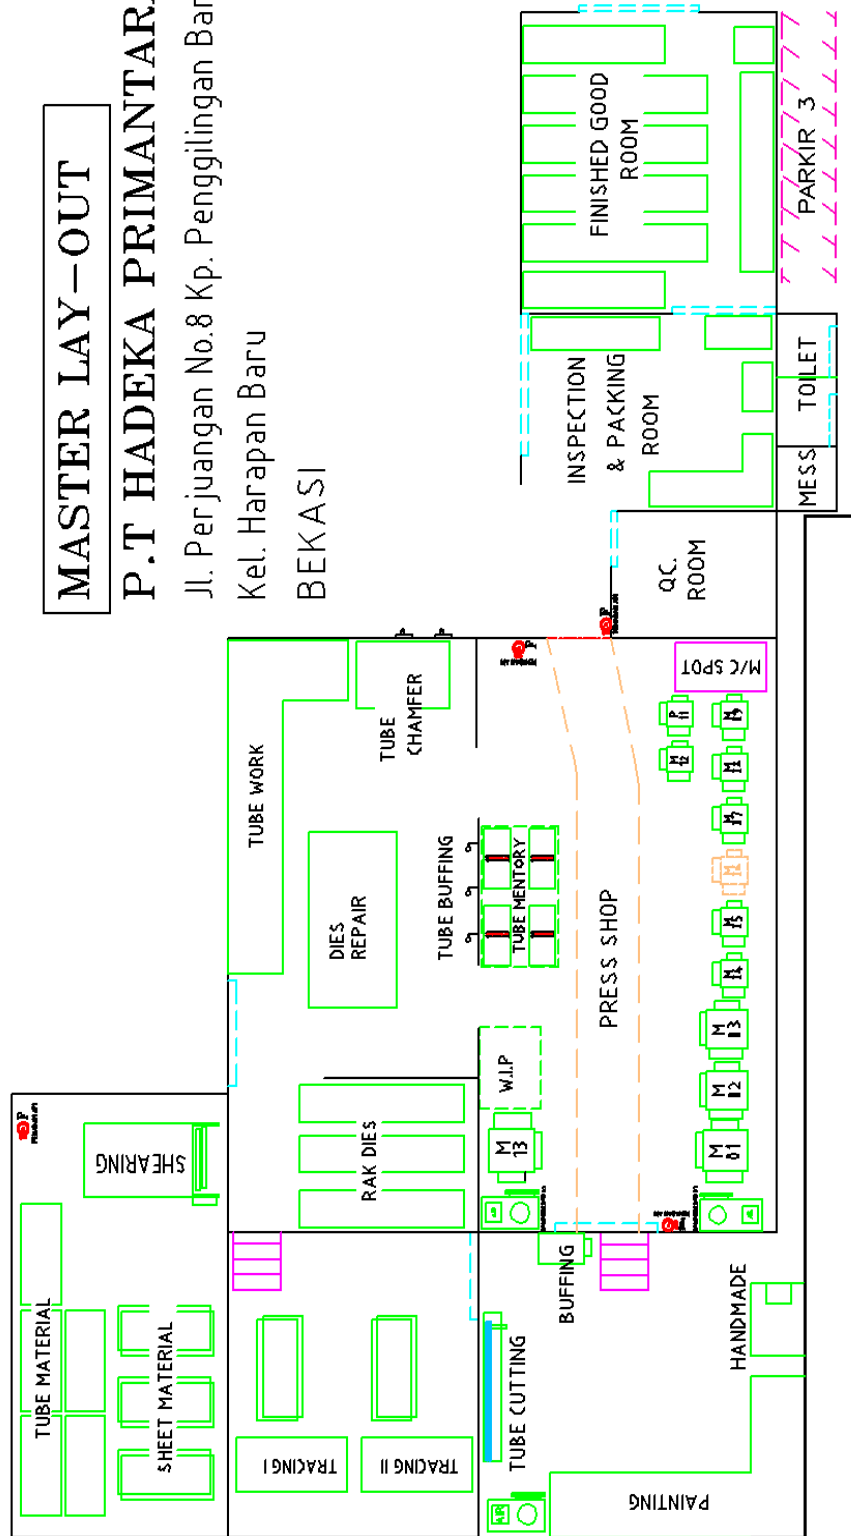 MASTER LAY-OUT
P.T HADEKA PRIMANTAR
Jl. Perjuangan No.8 Kp. Penggilingan Bar
Kel. Harapan Baru
BEKASI
FINISHED GOOD
ROOM
PARKIR 3
INSPECTION
& PACKING
ROOM
TOILET
MESS
QC.
ROOM
M/C SPOT
TUBE WORK
TUBE
CHAMFER
DIES
REPAIR
TUBE BUFFING
TUBE MENTORY
PRESS SHOP
P
11
M
12
M
M
M
M
M
M
03
M
02
M
01
W.I.P
M
13
RAK DIES
SHEARING
TUBE MATERIAL
SHEET MATERIAL
TRACING I
TRACING II
TUBE CUTTING
BUFFING
HANDMADE
PAINTING
AIR